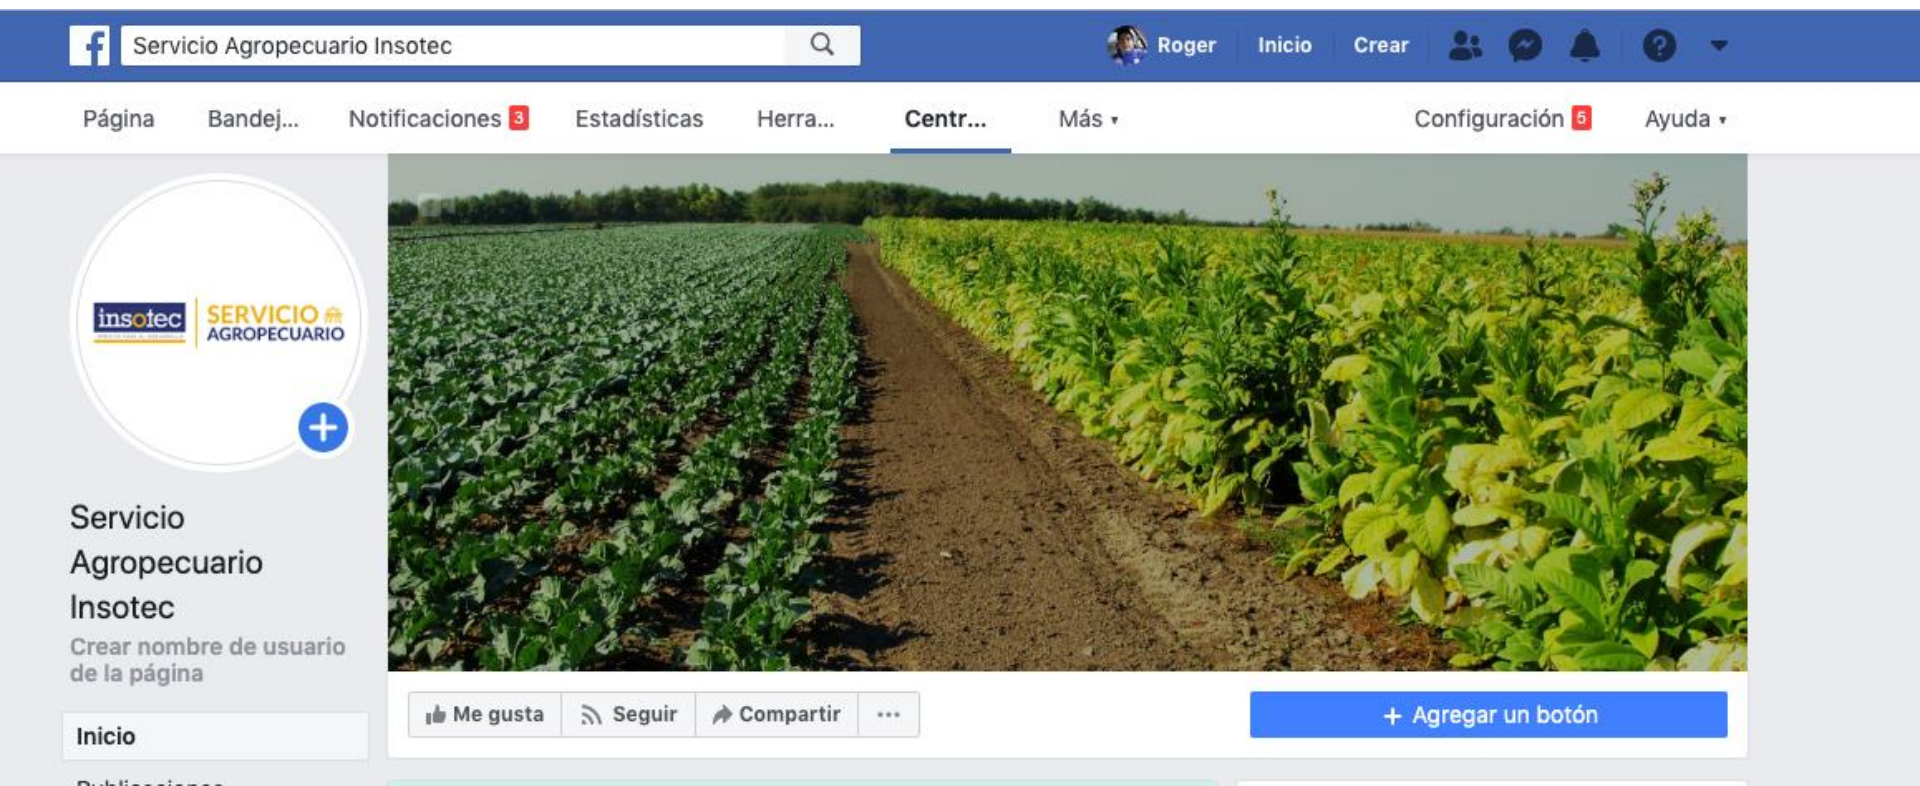 f
Servicio Agropecuario Insotec
Roger
Inicio
Crear
Página
Bandej...
Notificaciones 3
Estadísticas
Herra...
Centr...
Más
Configuración 5
Ayuda
insotec
SERVICIO
AGROPECUARIO
Servicio
Agropecuario
Insotec
Crear nombre de usuario
de la página
Me gusta
Seguir
Compartir
...
+ Agregar un botón
Inicio